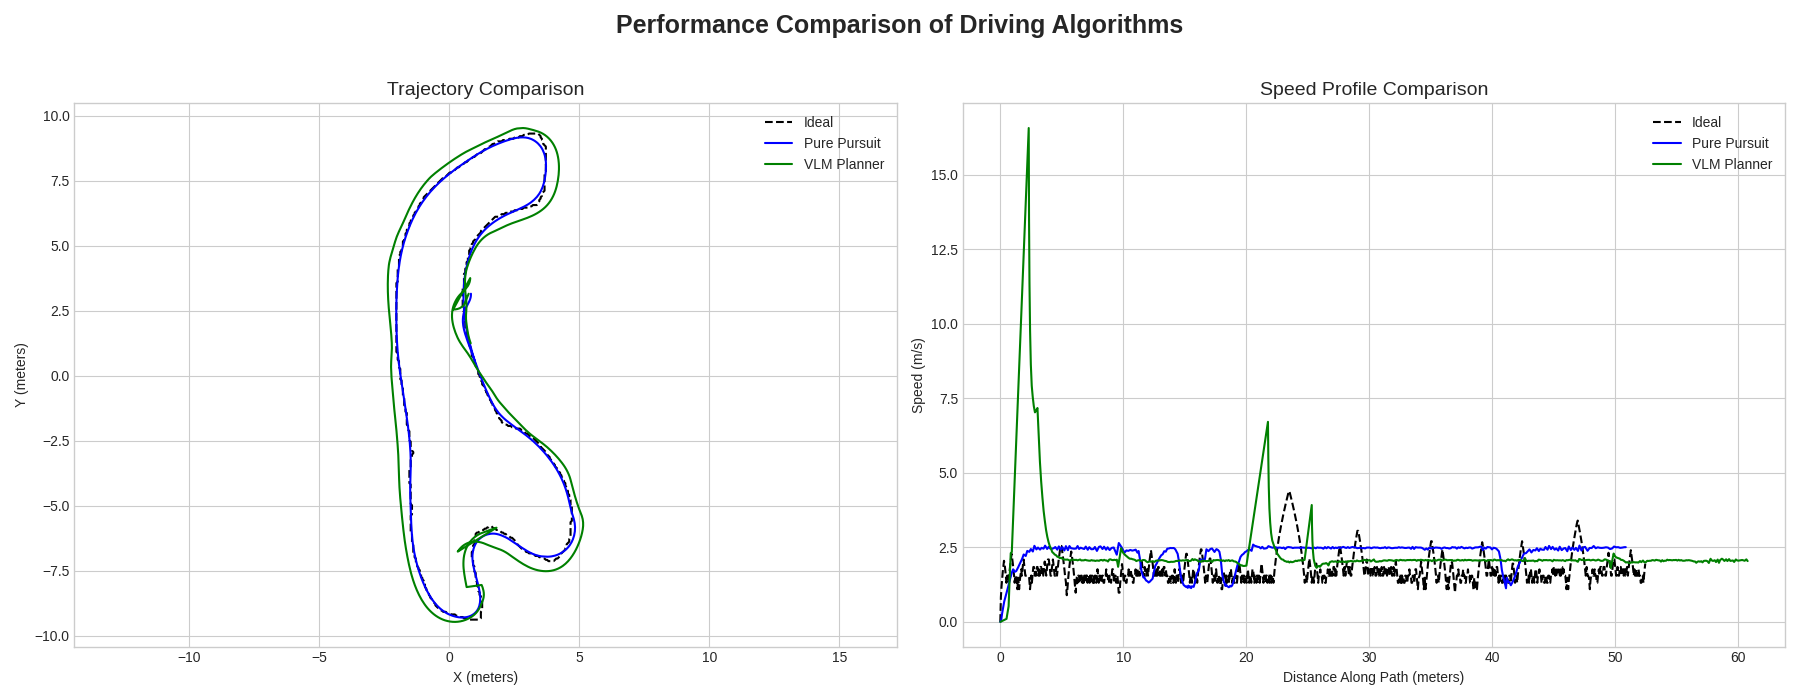 Performance Comparison of Driving Algorithms
Trajectory Comparison
Ideal
Pure Pursuit
VLM Planner
10.0
7.5
5.0
2.5
0.0
−2.5
−5.0
−7.5
−10.0
Y (meters)
−10
−5
0
5
10
15
X (meters)
Speed Profile Comparison
Ideal
Pure Pursuit
VLM Planner
15.0
12.5
10.0
7.5
5.0
2.5
0.0
Speed (m/s)
0
10
20
30
40
50
60
Distance Along Path (meters)